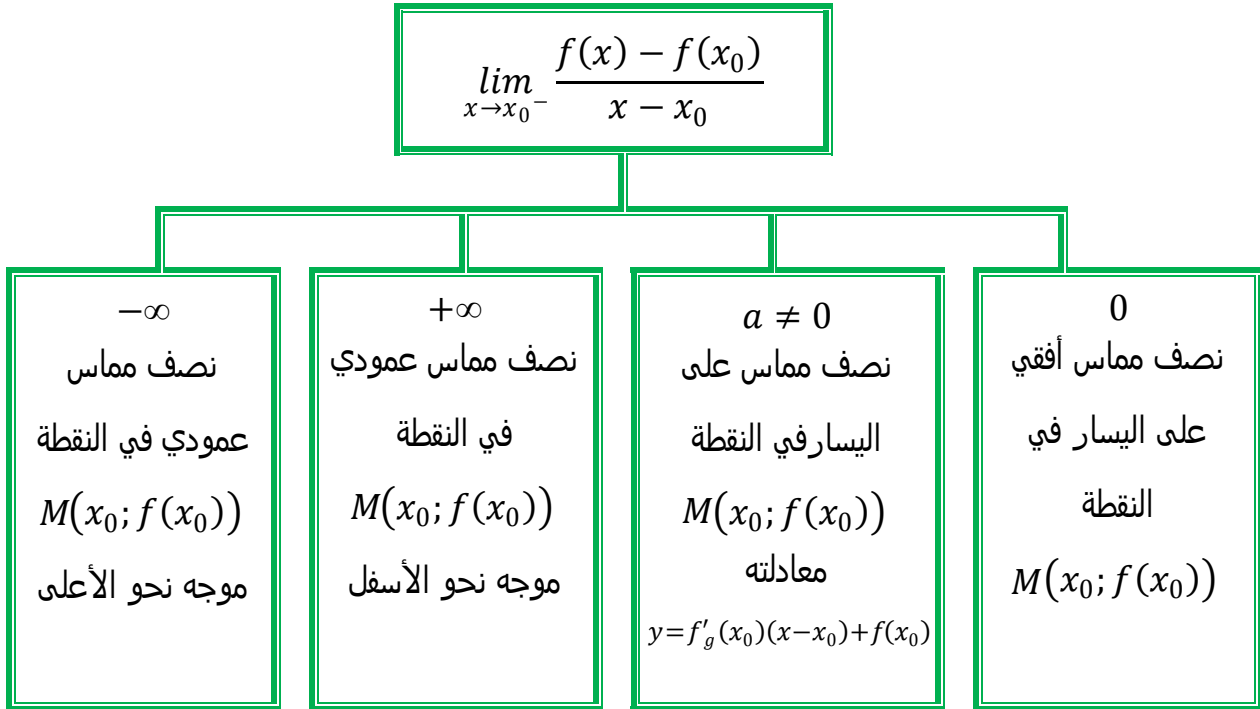 lim x→x₀⁻ (f(x) − f(x₀))/(x − x₀)
0
نصف مماس أفقي
على اليسار في
النقطة
M(x₀; f(x₀))
a ≠ 0
نصف مماس على
اليسارفي النقطة
M(x₀; f(x₀))
معادلته
y=f′g(x₀)(x−x₀)+f(x₀)
+∞
نصف مماس عمودي
في النقطة
M(x₀; f(x₀))
موجه نحو الأسفل
−∞
نصف مماس
عمودي في النقطة
M(x₀; f(x₀))
موجه نحو الأعلى